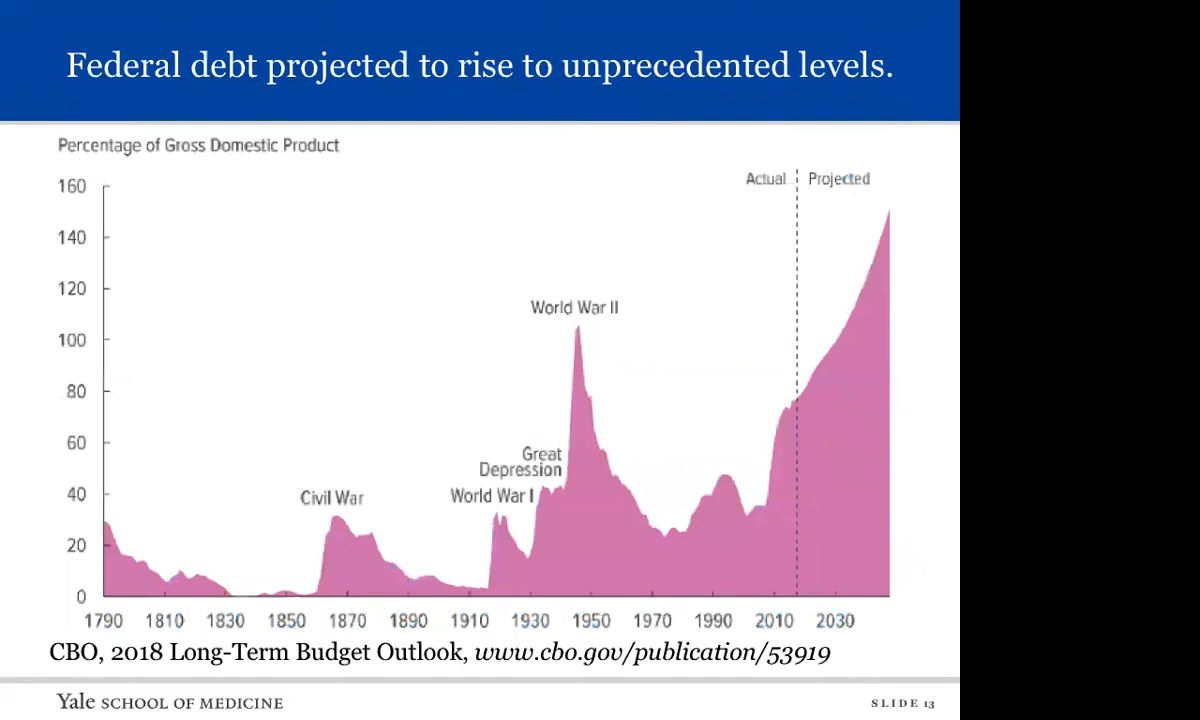 Federal debt projected to rise to unprecedented levels.
Percentage of Gross Domestic Product
Actual Projected
160
140
120
100
80
60
40
20
0
World War II
Great
Depression
World War I
Civil War
1790 1810 1830 1850 1870 1890 1910 1930 1950 1970 1990 2010 2030
CBO, 2018 Long-Term Budget Outlook, www.cbo.gov/publication/53919
Yale SCHOOL OF MEDICINE
SLIDE 13